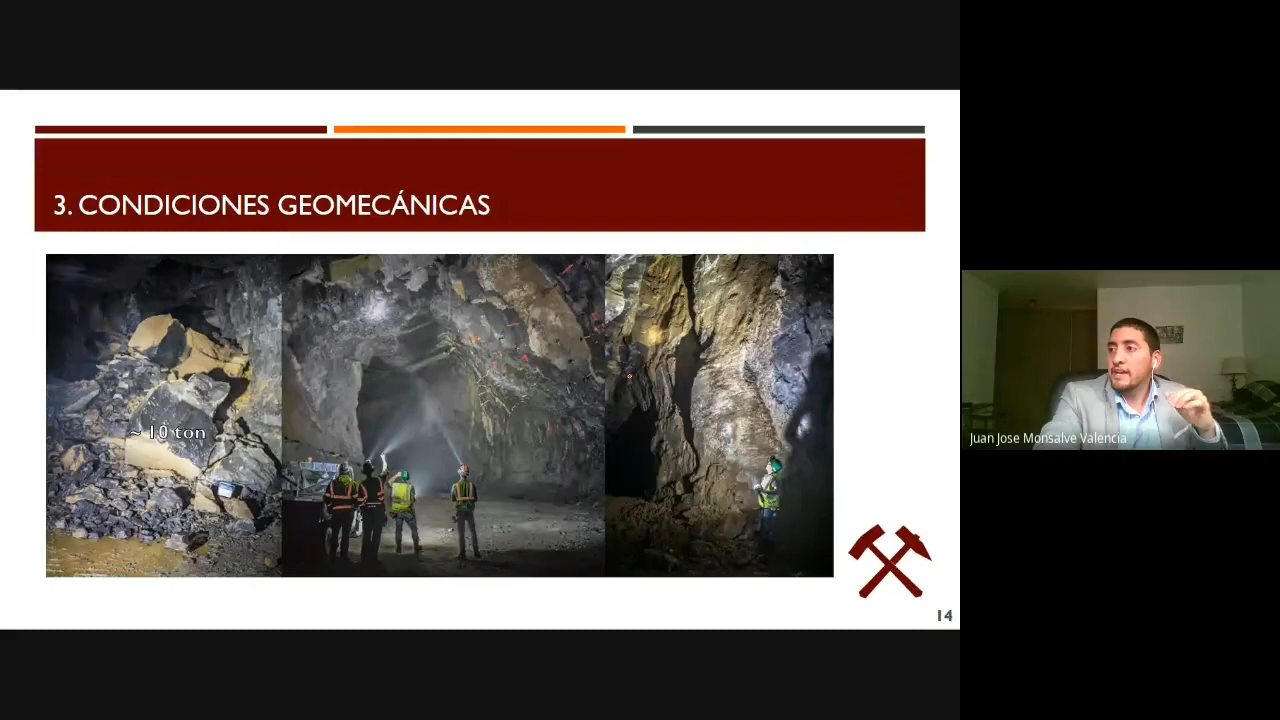 3. CONDICIONES GEOMECÁNICAS
~ 10 ton
14
Juan Jose Monsalve Valencia